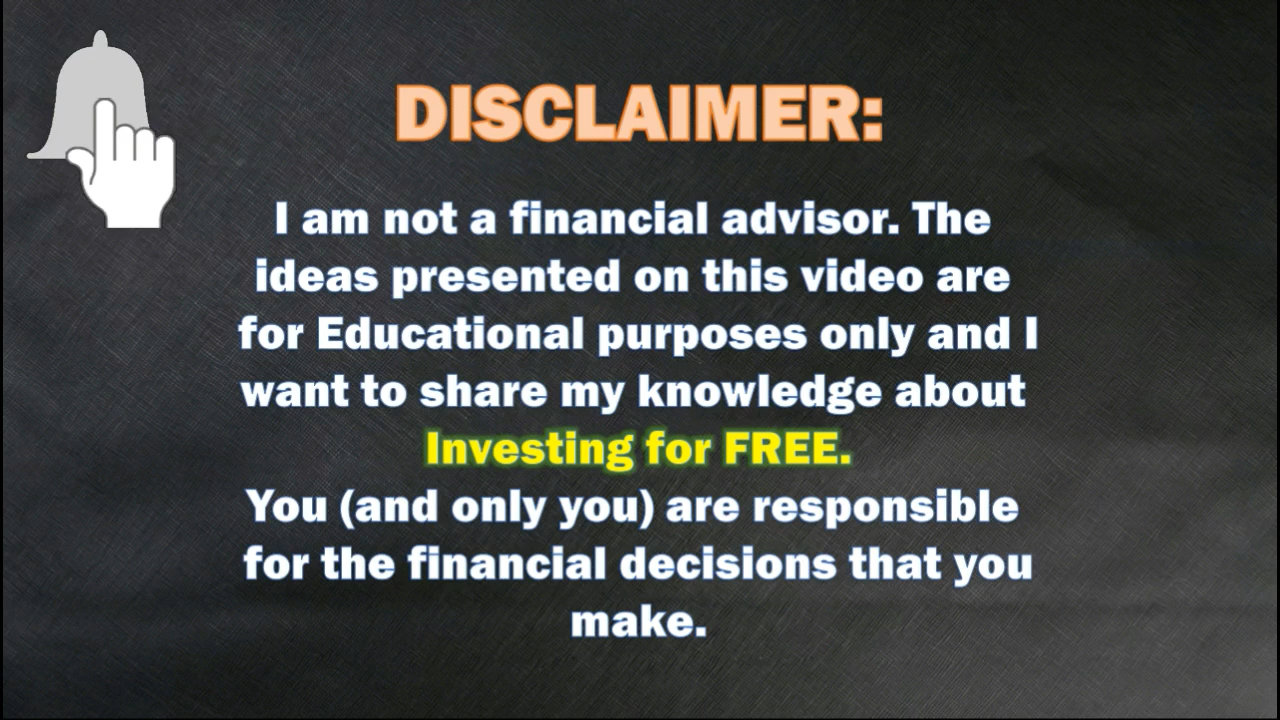 DISCLAIMER:
I am not a financial advisor. The
ideas presented on this video are
for Educational purposes only and I
want to share my knowledge about
Investing for FREE.
You (and only you) are responsible
for the financial decisions that you
make.